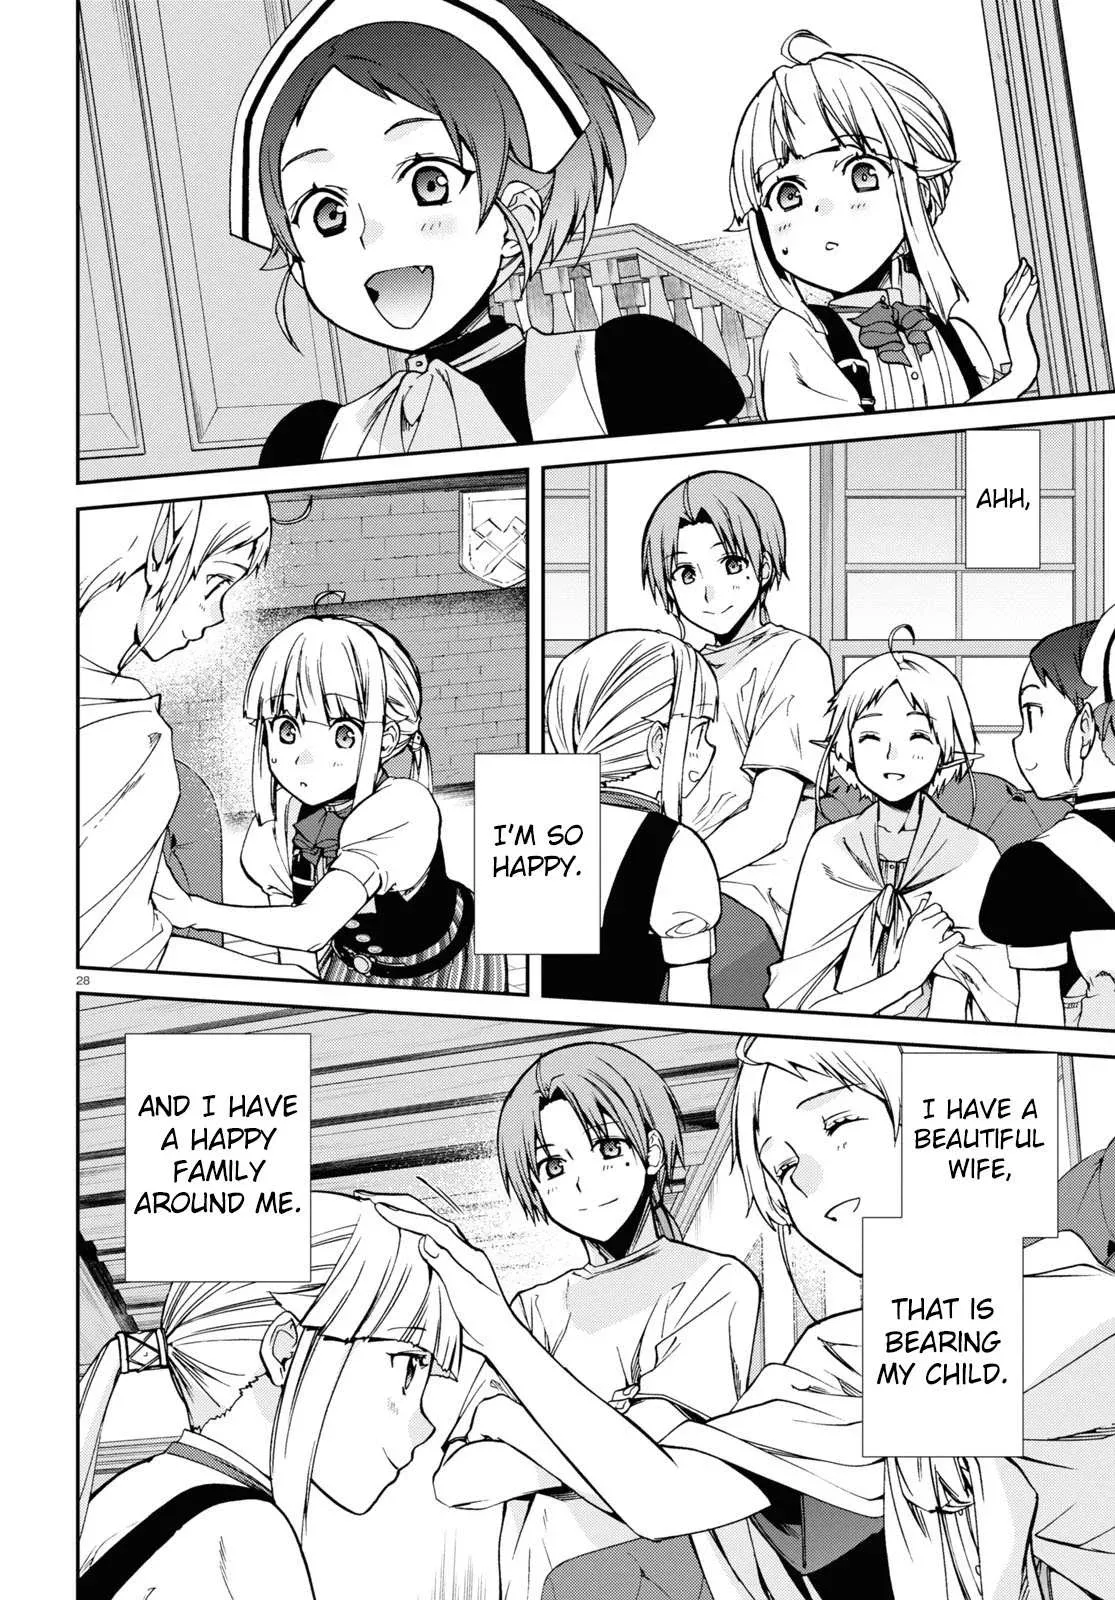 AHH,
I'M SO
HAPPY.
28
I HAVE A
BEAUTIFUL
WIFE,
THAT IS
BEARING
MY CHILD.
AND I HAVE
A HAPPY
FAMILY
AROUND ME.